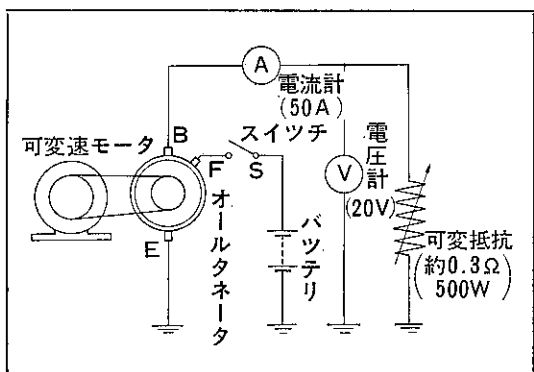 A
電流計
(50A)
スイッチ
B
可変速モータ
F
S
オールタネータ
E
バツテリ
V
電圧計
(20V)
可変抵抗
(約0.3Ω
500W)